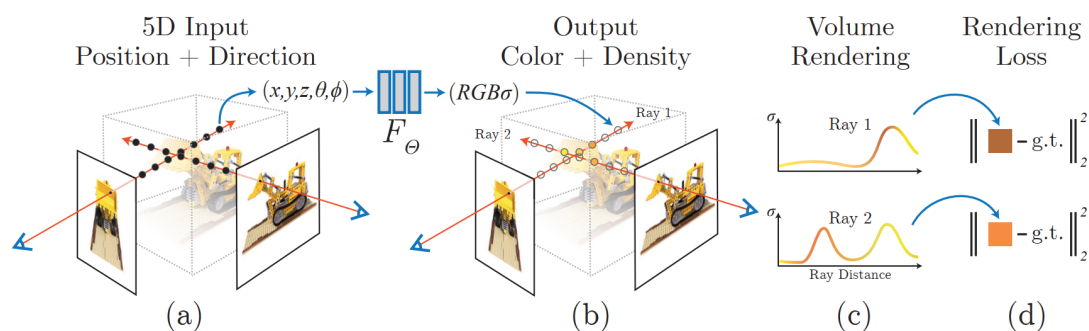 5D Input
Position + Direction
Output
Color + Density
Volume
Rendering
Rendering
Loss
(x,y,z,θ,ϕ)
F_Θ
(RGBσ)
Ray 2
Ray 1
σ
Ray 1
‖ - g.t. ‖²₂
σ
Ray 2
Ray Distance
‖ - g.t. ‖²₂
(a)
(b)
(c)
(d)